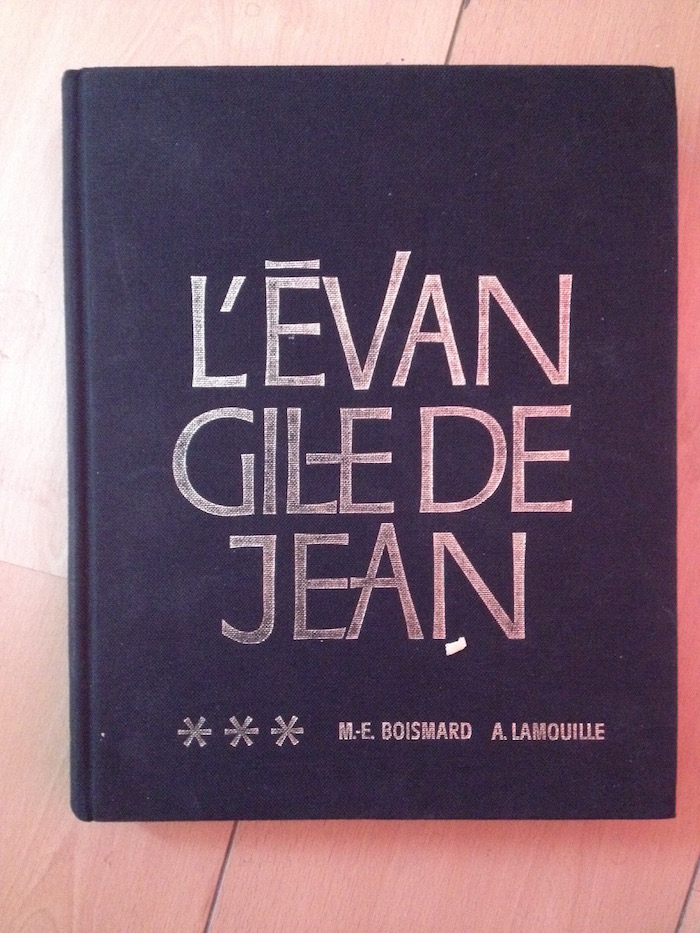 L'ÉVAN
GILE DE
JEAN
*** M.-E. BOISMARD A. LAMOUILLE